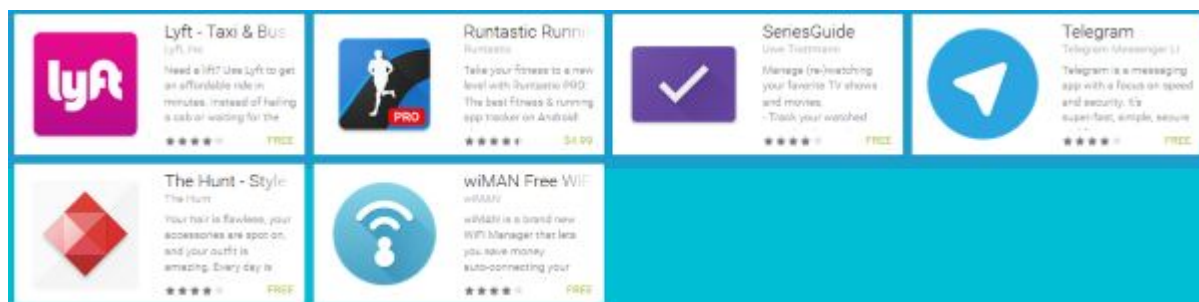 lyft
Lyft - Taxi & Bus
Lyft, Inc
Need a lift? Use Lyft to get
an affordable ride in
minutes. Instead of hailing
a cab or waiting for the
FREE
PRO
Runtastic Runni
Runtastic
Take your fitness to a new
level with Runtastic PRO:
The best fitness & running
app tracker on Android!
$4.99
SeriesGuide
Uwe Trottmann
Manage (re-)watching
your favorite TV shows
and movies.
- Track your watched
FREE
Telegram
Telegram Messenger LI
Telegram is a messaging
app with a focus on speed
and security. It's
super-fast, simple, secure
FREE
The Hunt - Style
The Hunt
Your hair is flawless, your
accessories are spot on,
and your outfit is
amazing. Every day is
FREE
wiMAN Free WiF
wiMAN
wiMAN is a brand new
WiFi Manager that lets
you save money
auto-connecting your
FREE